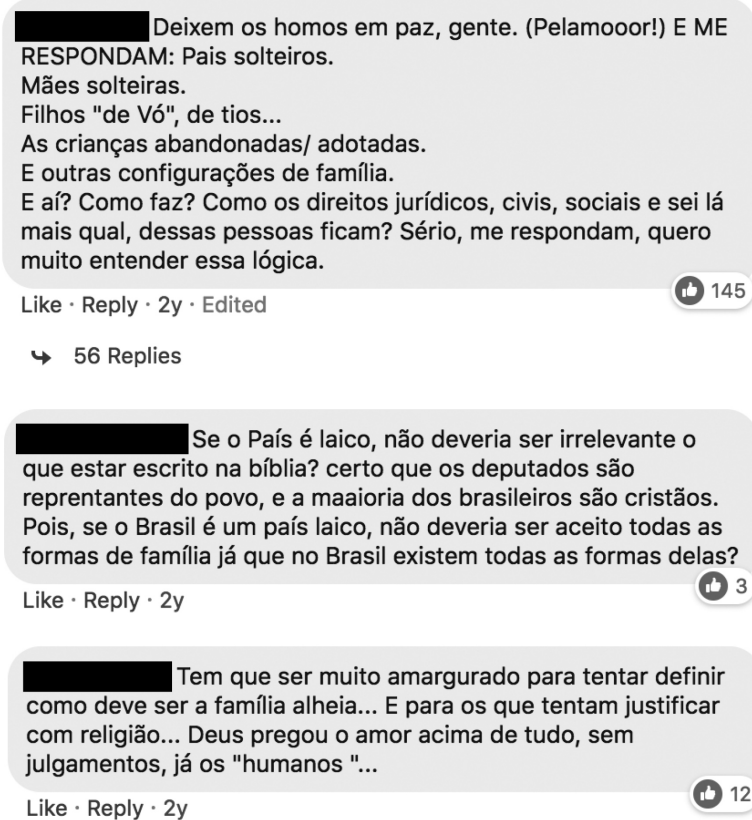 Deixem os homos em paz, gente. (Pelamooor!) E ME
RESPONDAM: Pais solteiros.
Mães solteiras.
Filhos "de Vó", de tios...
As crianças abandonadas/ adotadas.
E outras configurações de família.
E aí? Como faz? Como os direitos jurídicos, civis, sociais e sei lá
mais qual, dessas pessoas ficam? Sério, me respondam, quero
muito entender essa lógica.
145
Like · Reply · 2y · Edited
56 Replies
Se o País é laico, não deveria ser irrelevante o
que estar escrito na bíblia? certo que os deputados são
reprentantes do povo, e a maaioria dos brasileiros são cristãos.
Pois, se o Brasil é um país laico, não deveria ser aceito todas as
formas de família já que no Brasil existem todas as formas delas?
3
Like · Reply · 2y
Tem que ser muito amargurado para tentar definir
como deve ser a família alheia... E para os que tentam justificar
com religião... Deus pregou o amor acima de tudo, sem
julgamentos, já os "humanos "...
12
Like · Reply · 2y